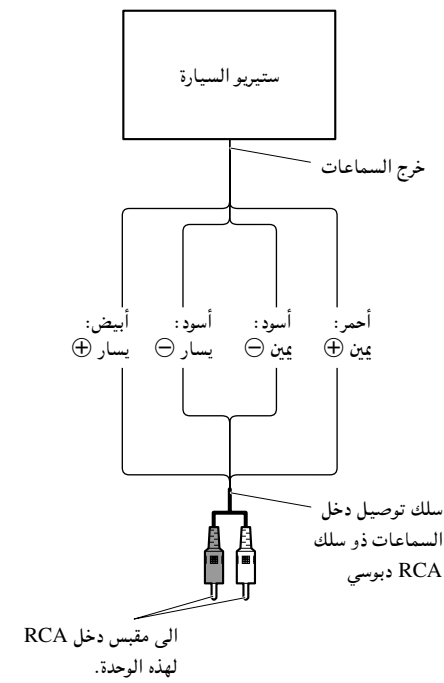 ستيريو السيارة
خرج السماعات
أحمر:
يمين ⊕
أسود:
يمين ⊖
أسود:
يسار ⊖
أبيض:
يسار ⊕
سلك توصيل دخل
السماعات ذو سلك
RCA دبوسي
الى مقبس دخل RCA
لهذه الوحدة.